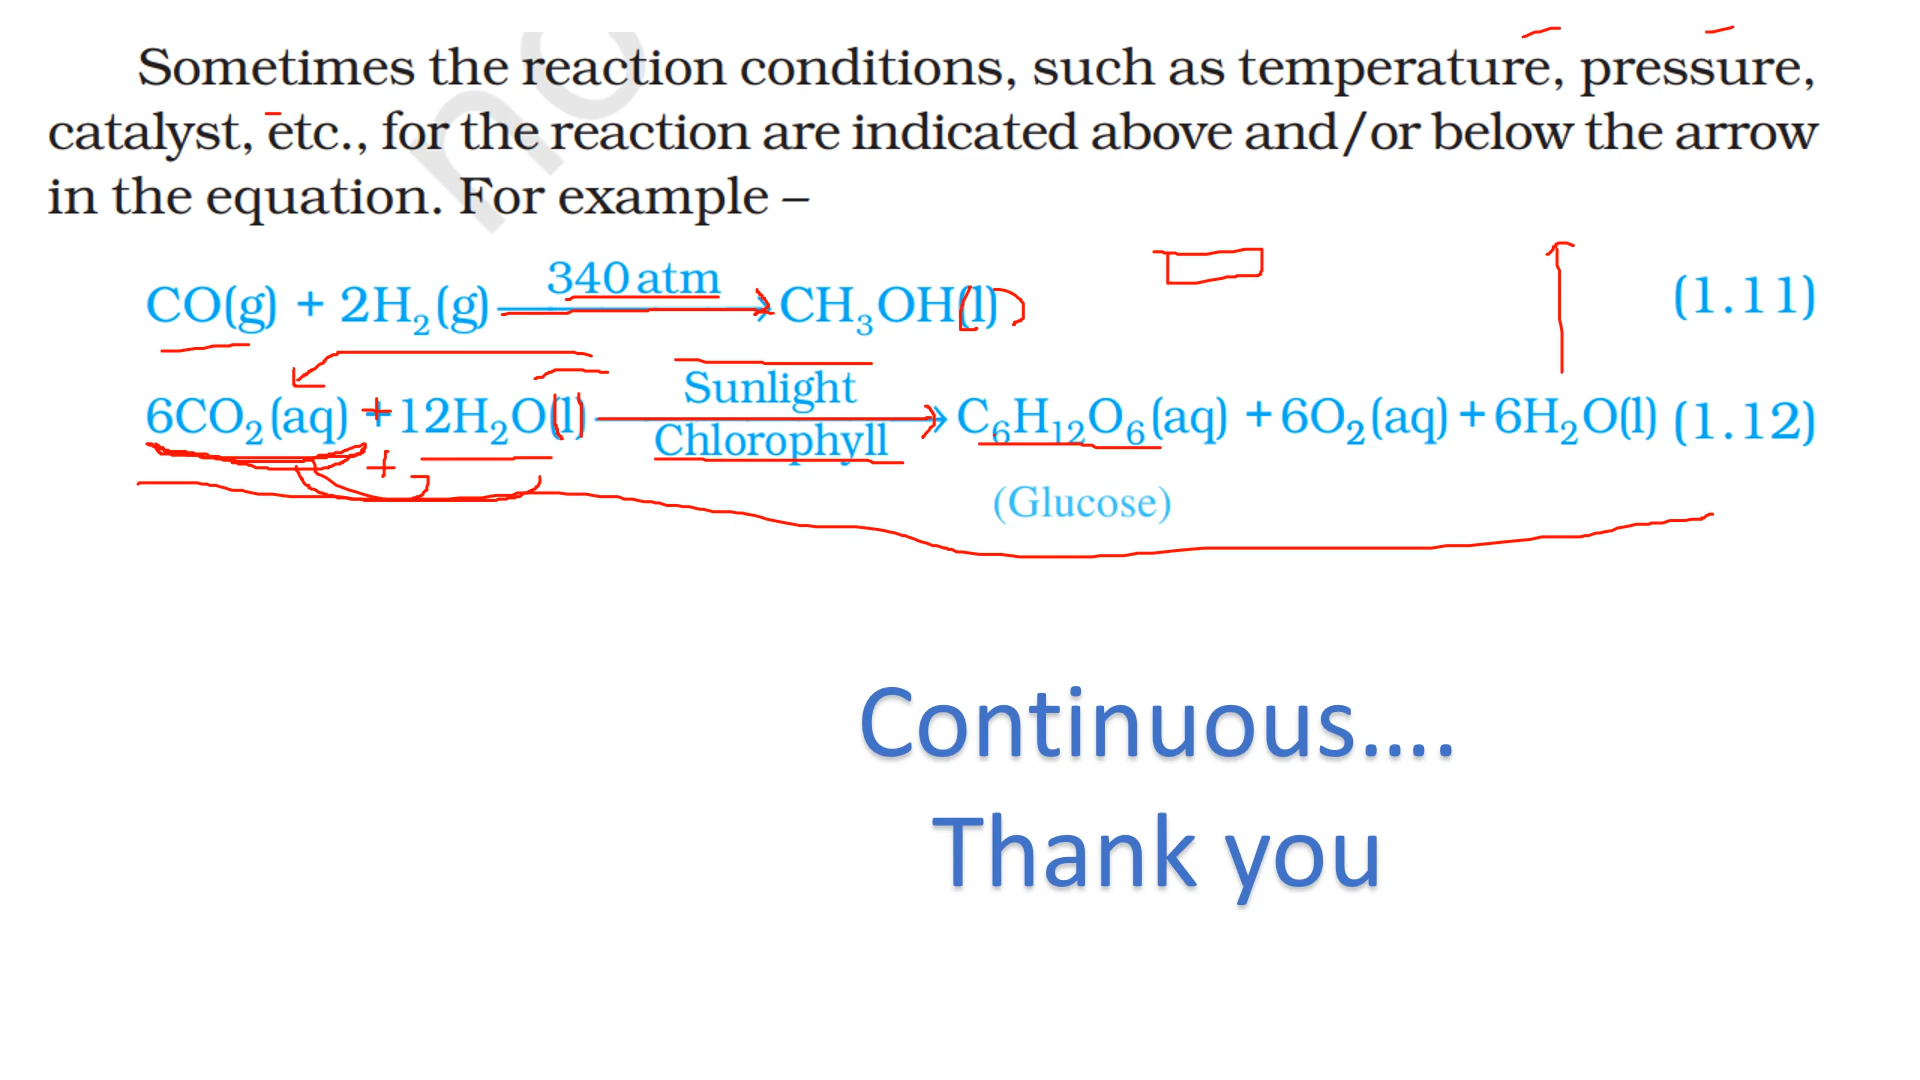 Sometimes the reaction conditions, such as temperature, pressure,
catalyst, etc., for the reaction are indicated above and/or below the arrow
in the equation. For example –
340 atm
CO(g) + 2H₂(g) ⟶ CH₃OH(l) (1.11)
Sunlight
6CO₂(aq) + 12H₂O(l) ⟶ C₆H₁₂O₆(aq) + 6O₂(aq) + 6H₂O(l) (1.12)
Chlorophyll
(Glucose)
Continuous....
Thank you